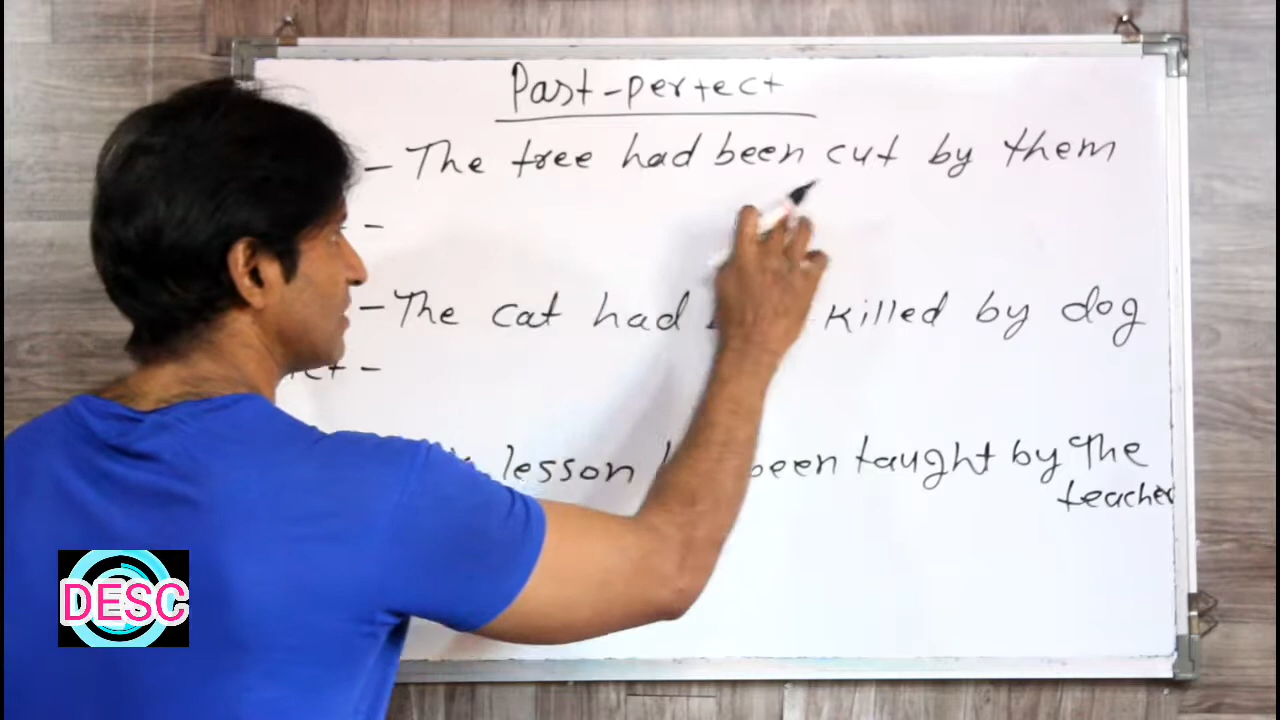 Past-perfect
- The tree had been cut by them
-
- The cat had killed by dog
-
lesson been taught by The
teacher
DESC